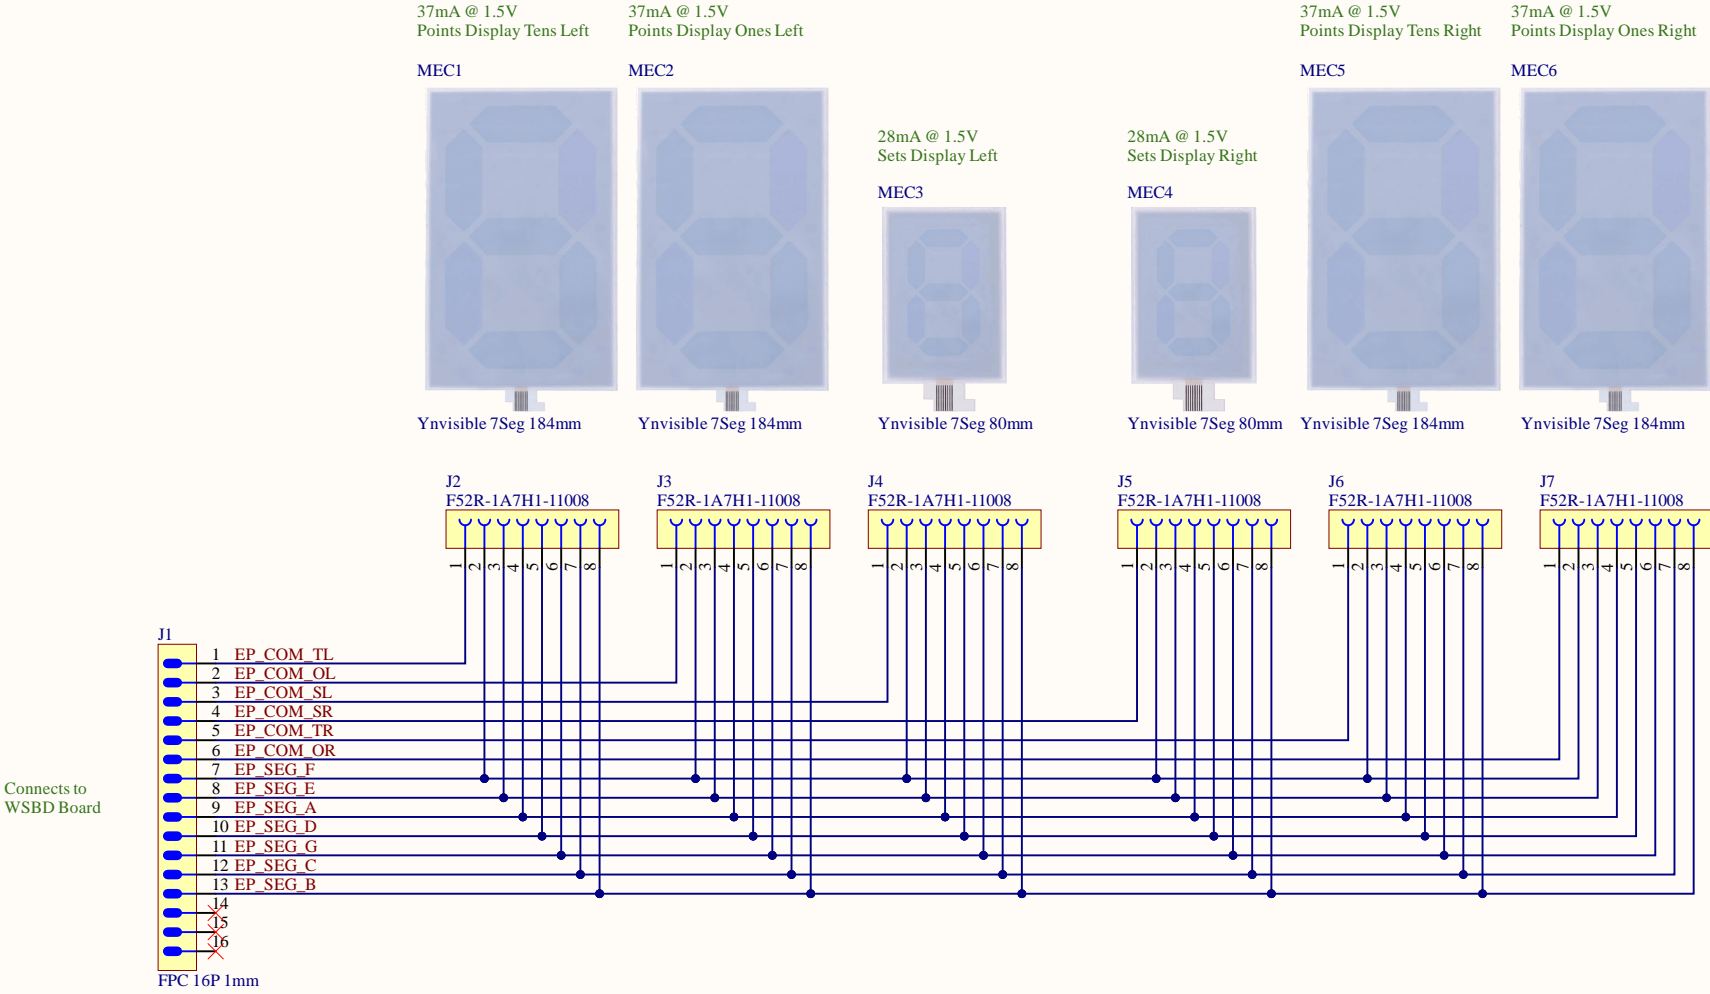 37mA @ 1.5V
Points Display Tens Left
37mA @ 1.5V
Points Display Ones Left
37mA @ 1.5V
Points Display Tens Right
37mA @ 1.5V
Points Display Ones Right
MEC1
MEC2
MEC5
MEC6
28mA @ 1.5V
Sets Display Left
28mA @ 1.5V
Sets Display Right
MEC3
MEC4
Ynvisible 7Seg 184mm
Ynvisible 7Seg 184mm
Ynvisible 7Seg 80mm
Ynvisible 7Seg 80mm
Ynvisible 7Seg 184mm
Ynvisible 7Seg 184mm
J2
F52R-1A7H1-11008
J3
F52R-1A7H1-11008
J4
F52R-1A7H1-11008
J5
F52R-1A7H1-11008
J6
F52R-1A7H1-11008
J7
F52R-1A7H1-11008
1 2 3 4 5 6 7 8
1 2 3 4 5 6 7 8
1 2 3 4 5 6 7 8
1 2 3 4 5 6 7 8
1 2 3 4 5 6 7 8
1 2 3 4 5 6 7 8
J1
1 EP_COM_TL
2 EP_COM_OL
3 EP_COM_SL
4 EP_COM_SR
5 EP_COM_TR
6 EP_COM_OR
7 EP_SEG_F
8 EP_SEG_E
9 EP_SEG_A
10 EP_SEG_D
11 EP_SEG_G
12 EP_SEG_C
13 EP_SEG_B
14
15
16
Connects to
WSBD Board
FPC 16P 1mm